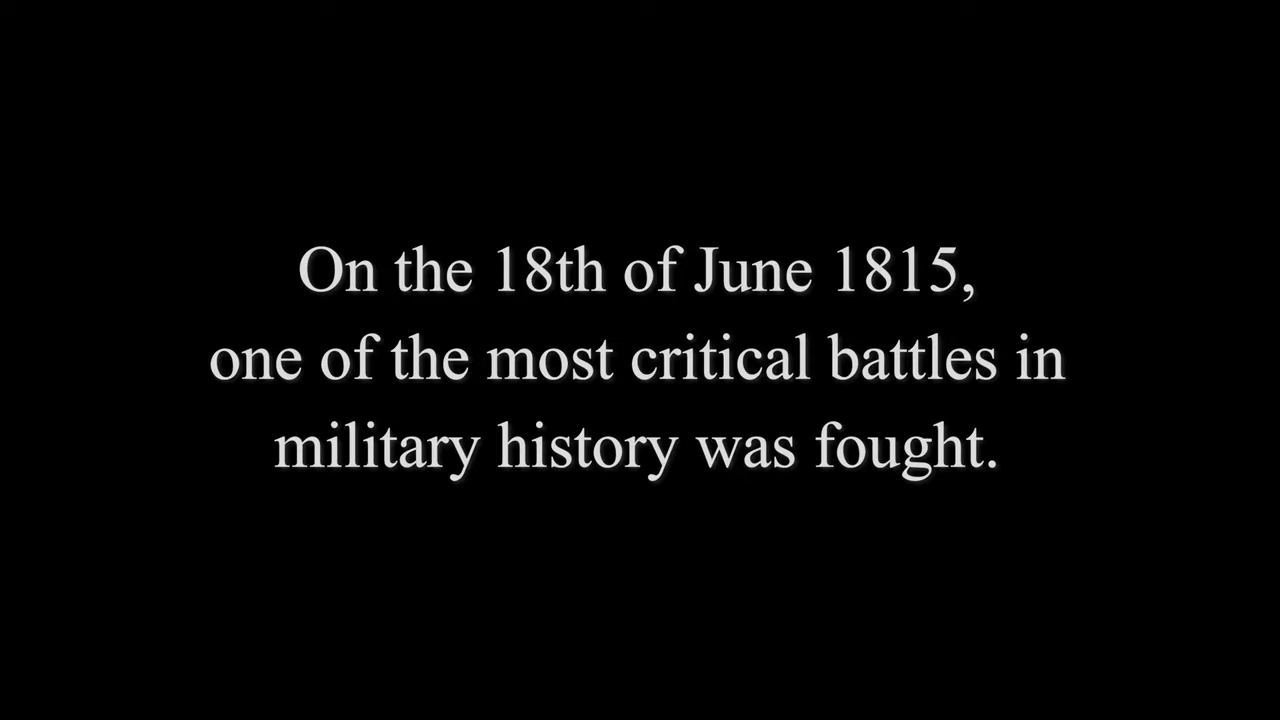 On the 18th of June 1815,
one of the most critical battles in
military history was fought.